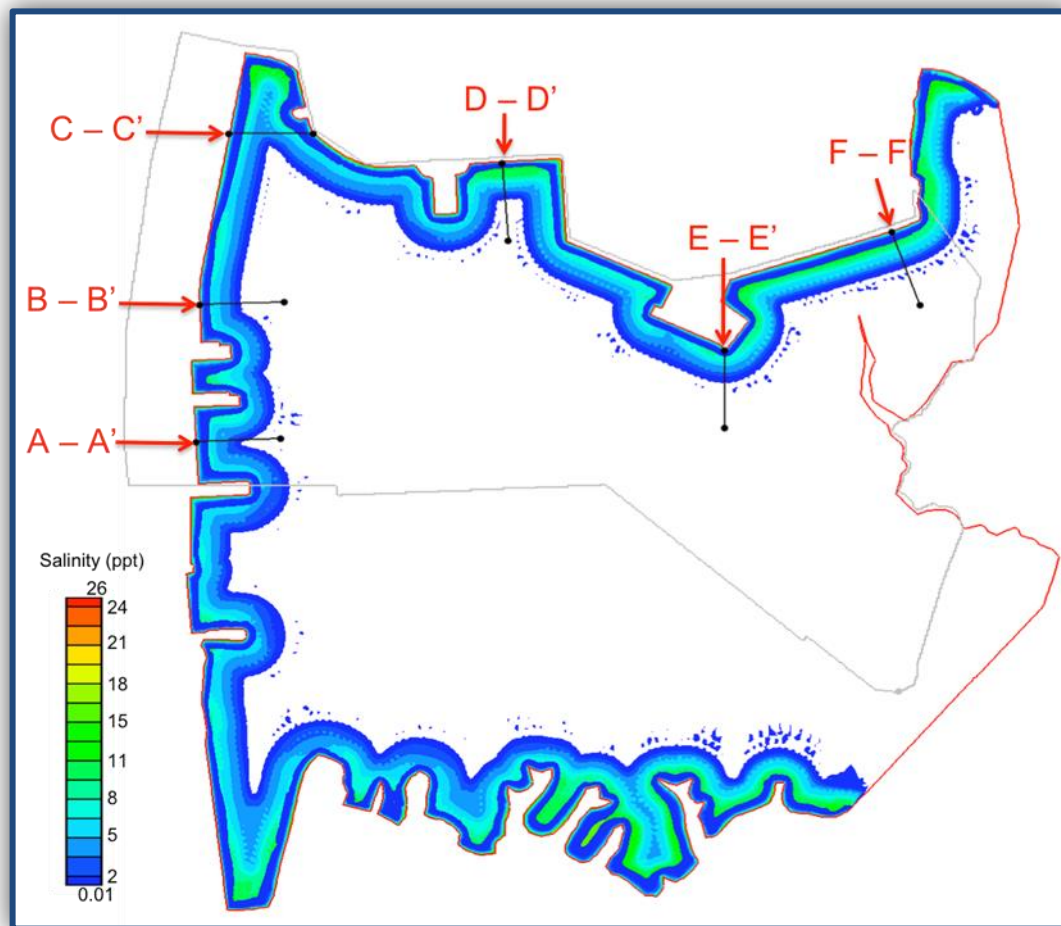 D – D'
C – C'
F – F'
E – E'
B – B'
A – A'
Salinity (ppt)
26
24
21
18
15
11
8
5
2
0.01